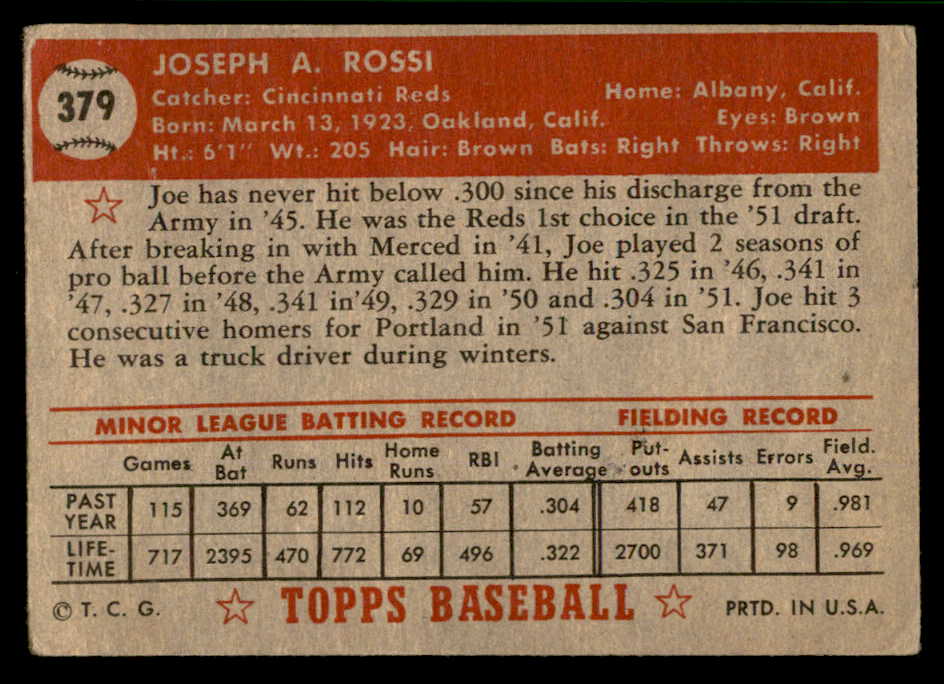 379
JOSEPH A. ROSSI
Catcher: Cincinnati Reds Home: Albany, Calif.
Born: March 13, 1923, Oakland, Calif. Eyes: Brown
Ht.: 6'1" Wt.: 205 Hair: Brown Bats: Right Throws: Right
Joe has never hit below .300 since his discharge from the
Army in '45. He was the Reds 1st choice in the '51 draft.
After breaking in with Merced in '41, Joe played 2 seasons of
pro ball before the Army called him. He hit .325 in '46, .341 in
'47, .327 in '48, .341 in'49, .329 in '50 and .304 in '51. Joe hit 3
consecutive homers for Portland in '51 against San Francisco.
He was a truck driver during winters.
MINOR LEAGUE BATTING RECORD FIELDING RECORD
Games At Bat Runs Hits Home Runs RBI Batting Average Put-outs Assists Errors Field. Avg.
PAST YEAR 115 369 62 112 10 57 .304 418 47 9 .981
LIFE-TIME 717 2395 470 772 69 496 .322 2700 371 98 .969
© T. C. G. TOPPS BASEBALL PRTD. IN U.S.A.